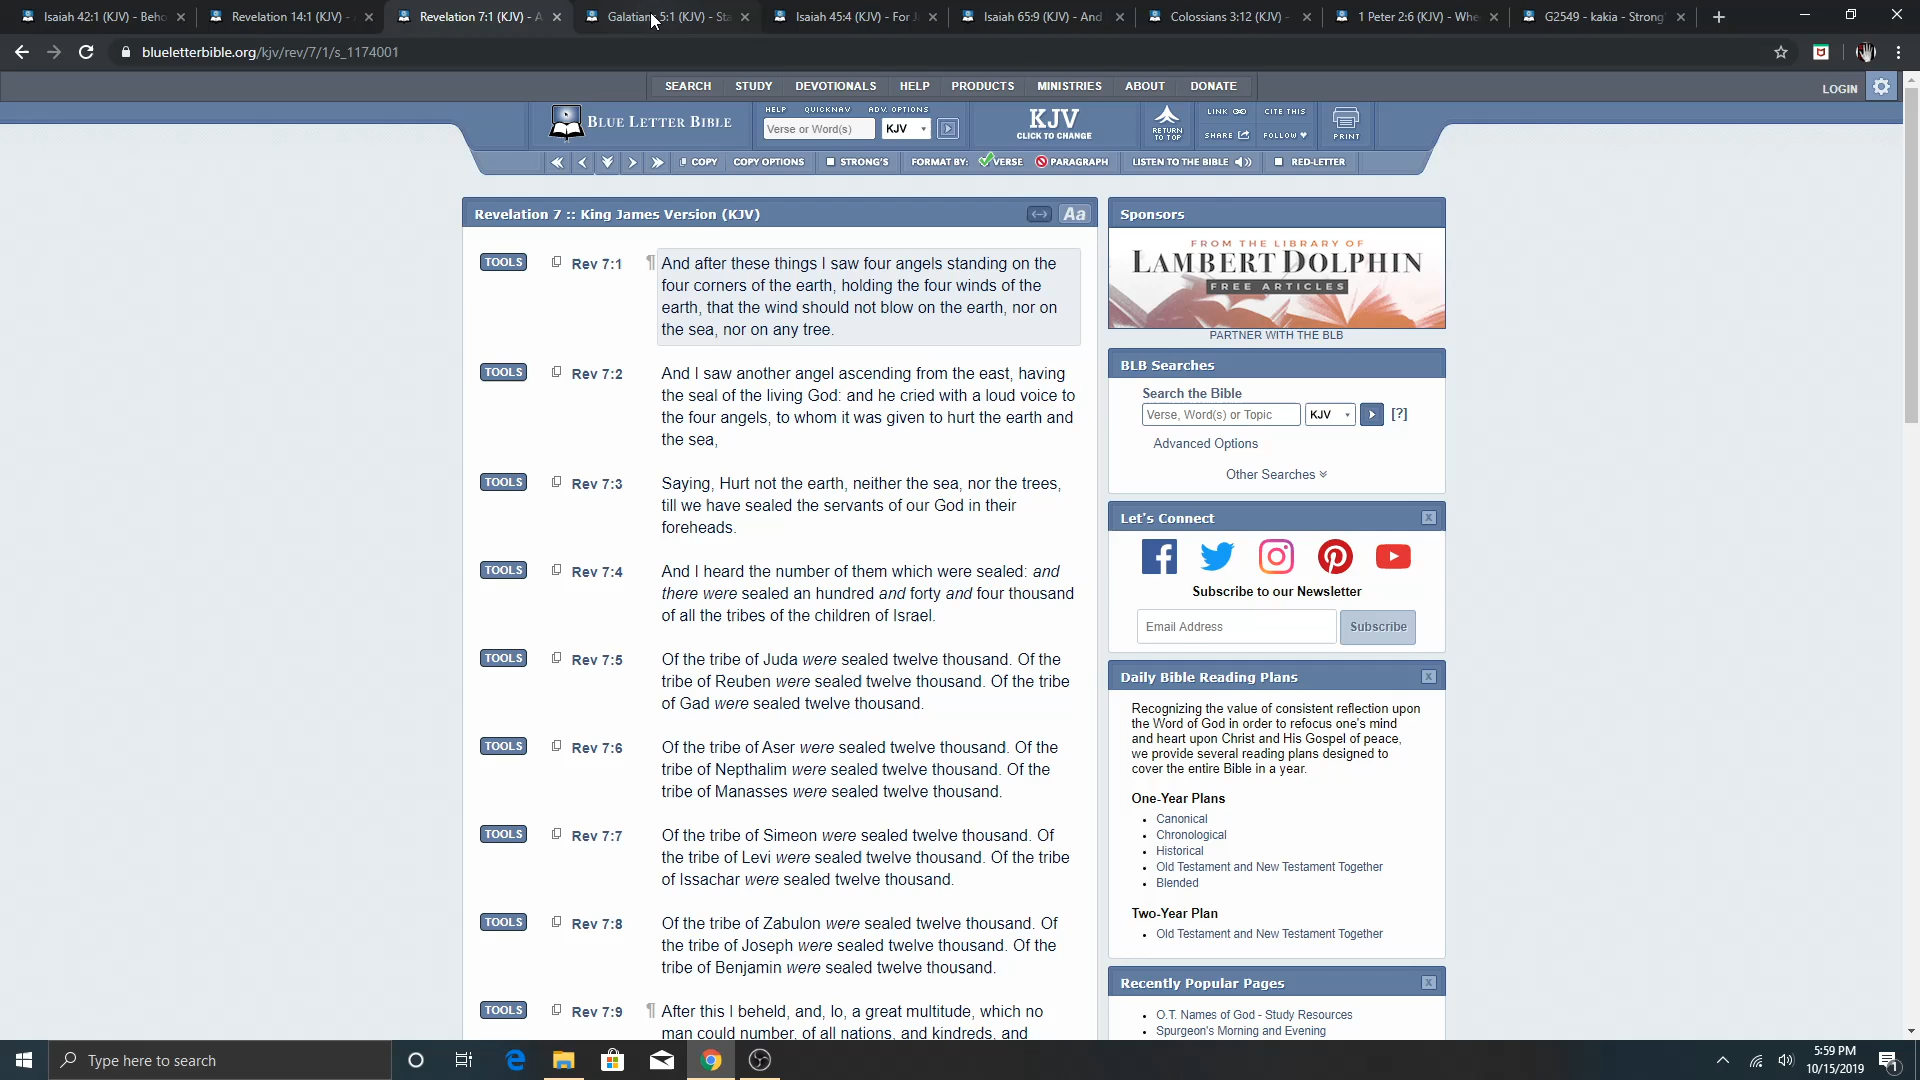 Isaiah 42:1 (KJV) - Beho
Revelation 14:1 (KJV) -
Revelation 7:1 (KJV) - A
Galatians 5:1 (KJV) - Sta
Isaiah 45:4 (KJV) - For J
Isaiah 65:9 (KJV) - And
Colossians 3:12 (KJV) -
1 Peter 2:6 (KJV) - Whe
G2549 - kakia - Strong'
blueletterbible.org/kjv/rev/7/1/s_1174001
SEARCH STUDY DEVOTIONALS HELP PRODUCTS MINISTRIES ABOUT DONATE
LOGIN
BLUE LETTER BIBLE
HELP QUICKNAV ADV. OPTIONS
Verse or Word(s) KJV
KJV
CLICK TO CHANGE
RETURN
TO TOP
LINK CITE THIS
SHARE FOLLOW
PRINT
COPY COPY OPTIONS STRONG'S FORMAT BY: VERSE PARAGRAPH LISTEN TO THE BIBLE RED-LETTER
Revelation 7 :: King James Version (KJV)
Aa
TOOLS Rev 7:1 ¶ And after these things I saw four angels standing on the
four corners of the earth, holding the four winds of the
earth, that the wind should not blow on the earth, nor on
the sea, nor on any tree.
TOOLS Rev 7:2 And I saw another angel ascending from the east, having
the seal of the living God: and he cried with a loud voice to
the four angels, to whom it was given to hurt the earth and
the sea,
TOOLS Rev 7:3 Saying, Hurt not the earth, neither the sea, nor the trees,
till we have sealed the servants of our God in their
foreheads.
TOOLS Rev 7:4 And I heard the number of them which were sealed: and
there were sealed an hundred and forty and four thousand
of all the tribes of the children of Israel.
TOOLS Rev 7:5 Of the tribe of Juda were sealed twelve thousand. Of the
tribe of Reuben were sealed twelve thousand. Of the tribe
of Gad were sealed twelve thousand.
TOOLS Rev 7:6 Of the tribe of Aser were sealed twelve thousand. Of the
tribe of Nepthalim were sealed twelve thousand. Of the
tribe of Manasses were sealed twelve thousand.
TOOLS Rev 7:7 Of the tribe of Simeon were sealed twelve thousand. Of
the tribe of Levi were sealed twelve thousand. Of the tribe
of Issachar were sealed twelve thousand.
TOOLS Rev 7:8 Of the tribe of Zabulon were sealed twelve thousand. Of
the tribe of Joseph were sealed twelve thousand. Of the
tribe of Benjamin were sealed twelve thousand.
TOOLS Rev 7:9 ¶ After this I beheld, and, lo, a great multitude, which no
man could number, of all nations, and kindreds, and
Sponsors
FROM THE LIBRARY OF
LAMBERT DOLPHIN
FREE ARTICLES
PARTNER WITH THE BLB
BLB Searches
Search the Bible
Verse, Word(s) or Topic KJV [?]
Advanced Options
Other Searches
Let's Connect
Subscribe to our Newsletter
Email Address Subscribe
Daily Bible Reading Plans
Recognizing the value of consistent reflection upon
the Word of God in order to refocus one's mind
and heart upon Christ and His Gospel of peace,
we provide several reading plans designed to
cover the entire Bible in a year.
One-Year Plans
Canonical
Chronological
Historical
Old Testament and New Testament Together
Blended
Two-Year Plan
Old Testament and New Testament Together
Recently Popular Pages
O.T. Names of God - Study Resources
Spurgeon's Morning and Evening
Type here to search
5:59 PM
10/15/2019
1